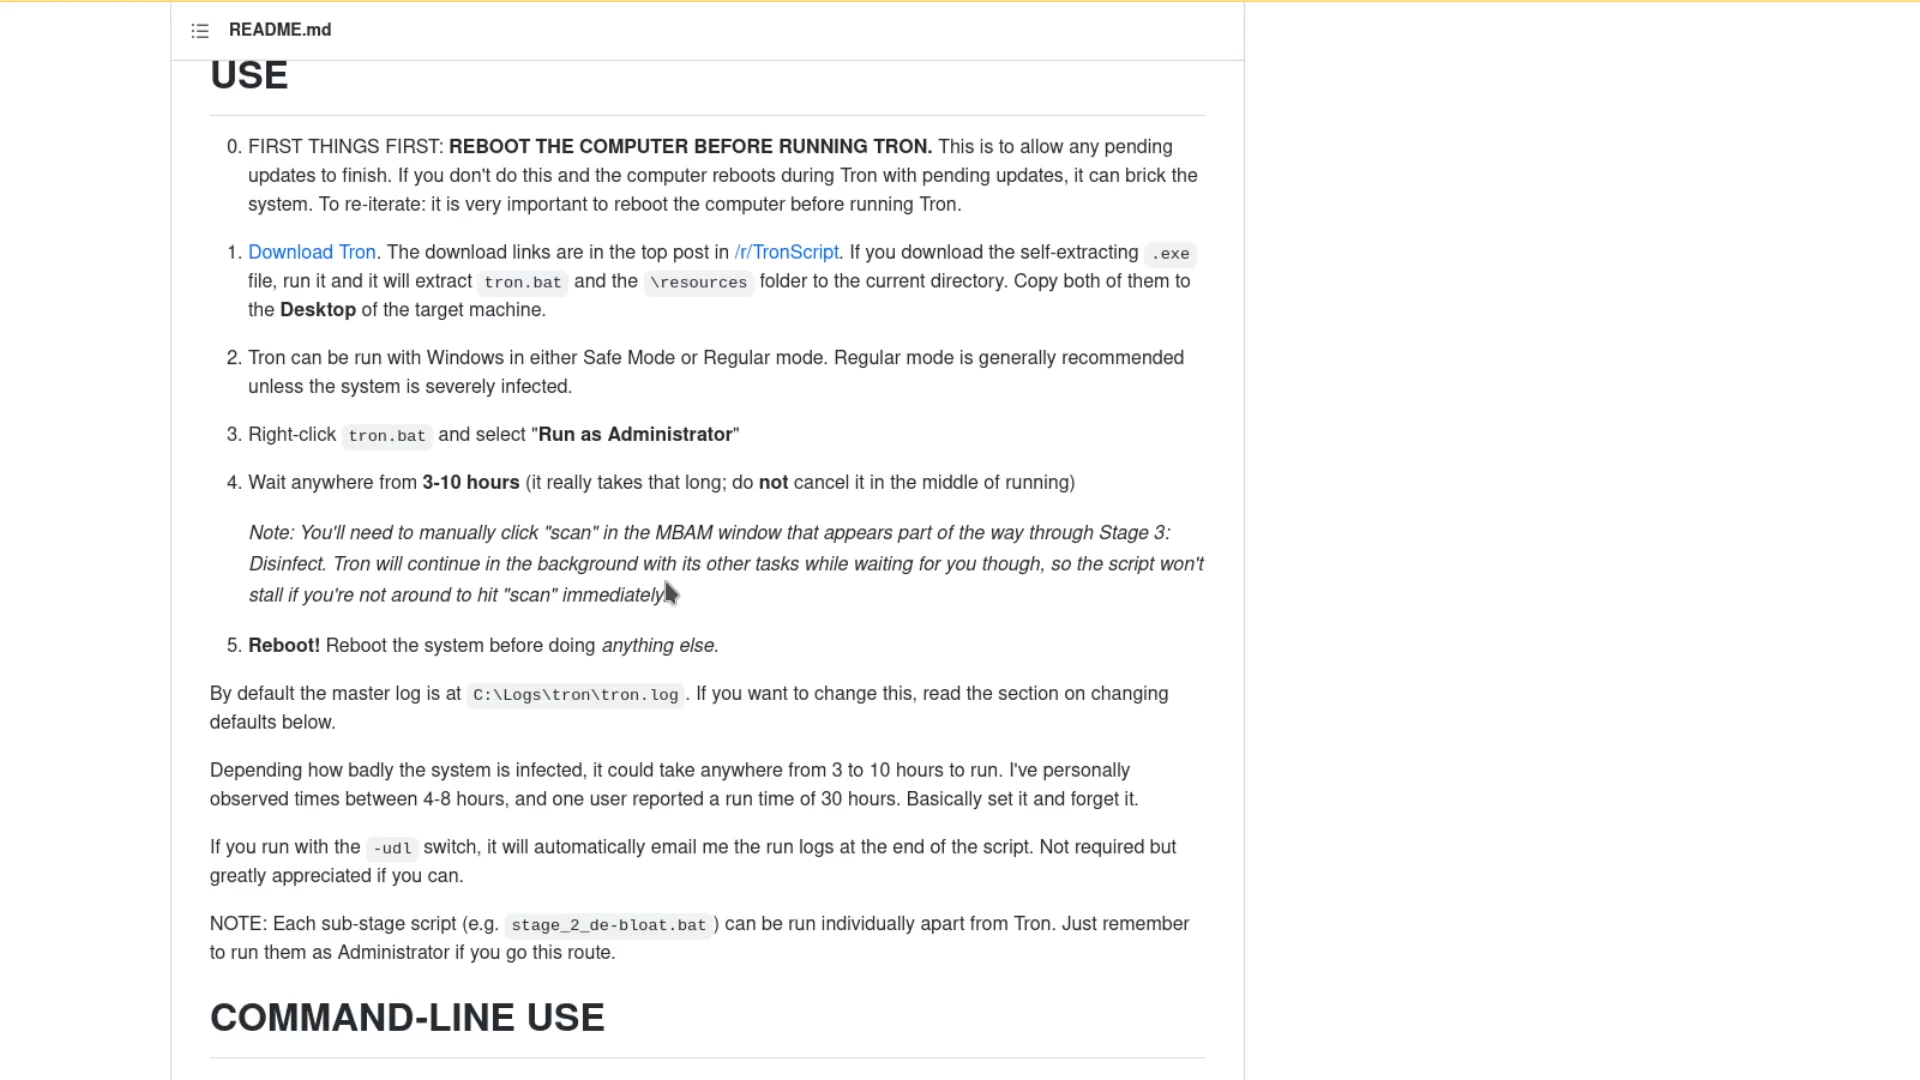 README.md
USE
0. FIRST THINGS FIRST: REBOOT THE COMPUTER BEFORE RUNNING TRON. This is to allow any pending
updates to finish. If you don't do this and the computer reboots during Tron with pending updates, it can brick the
system. To re-iterate: it is very important to reboot the computer before running Tron.
1. Download Tron. The download links are in the top post in /r/TronScript. If you download the self-extracting .exe
file, run it and it will extract tron.bat and the \resources folder to the current directory. Copy both of them to
the Desktop of the target machine.
2. Tron can be run with Windows in either Safe Mode or Regular mode. Regular mode is generally recommended
unless the system is severely infected.
3. Right-click tron.bat and select "Run as Administrator"
4. Wait anywhere from 3-10 hours (it really takes that long; do not cancel it in the middle of running)
Note: You'll need to manually click "scan" in the MBAM window that appears part of the way through Stage 3:
Disinfect. Tron will continue in the background with its other tasks while waiting for you though, so the script won't
stall if you're not around to hit "scan" immediately.
5. Reboot! Reboot the system before doing anything else.
By default the master log is at C:\Logs\tron\tron.log. If you want to change this, read the section on changing
defaults below.
Depending how badly the system is infected, it could take anywhere from 3 to 10 hours to run. I've personally
observed times between 4-8 hours, and one user reported a run time of 30 hours. Basically set it and forget it.
If you run with the -udl switch, it will automatically email me the run logs at the end of the script. Not required but
greatly appreciated if you can.
NOTE: Each sub-stage script (e.g. stage_2_de-bloat.bat) can be run individually apart from Tron. Just remember
to run them as Administrator if you go this route.
COMMAND-LINE USE